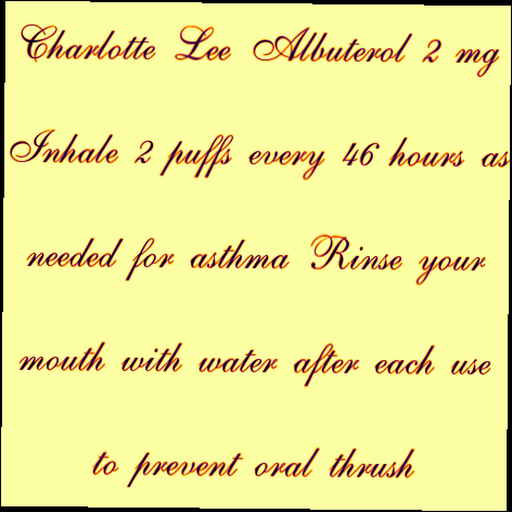 Charlotte Lee Albuterol 2 mg
Inhale 2 puffs every 46 hours as
needed for asthma Rinse your
mouth with water after each use
to prevent oral thrush